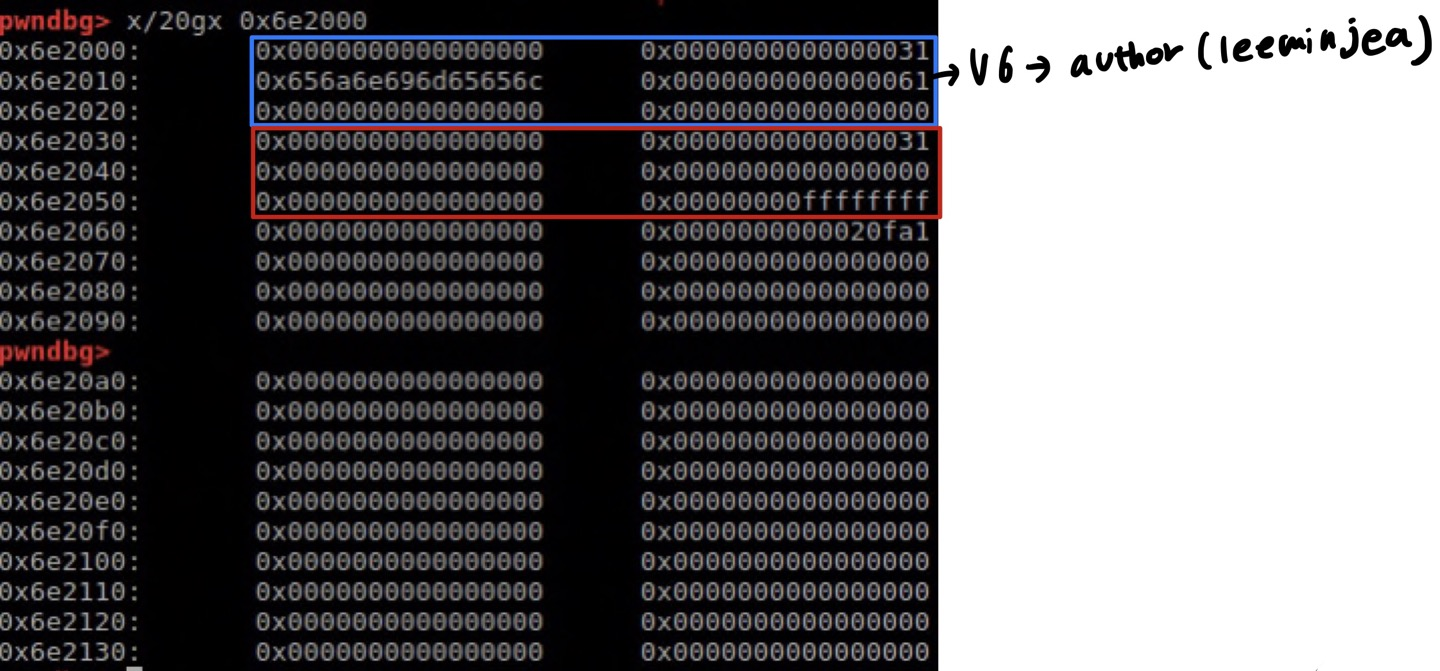 pwndbg> x/20gx 0x6e2000
0x6e2000: 0x0000000000000000 0x0000000000000031
0x6e2010: 0x656a6e696d65656c 0x0000000000000061
0x6e2020: 0x0000000000000000 0x0000000000000000
0x6e2030: 0x0000000000000000 0x0000000000000031
0x6e2040: 0x0000000000000000 0x0000000000000000
0x6e2050: 0x0000000000000000 0x00000000ffffffff
0x6e2060: 0x0000000000000000 0x0000000000020fa1
0x6e2070: 0x0000000000000000 0x0000000000000000
0x6e2080: 0x0000000000000000 0x0000000000000000
0x6e2090: 0x0000000000000000 0x0000000000000000
pwndbg>
0x6e20a0: 0x0000000000000000 0x0000000000000000
0x6e20b0: 0x0000000000000000 0x0000000000000000
0x6e20c0: 0x0000000000000000 0x0000000000000000
0x6e20d0: 0x0000000000000000 0x0000000000000000
0x6e20e0: 0x0000000000000000 0x0000000000000000
0x6e20f0: 0x0000000000000000 0x0000000000000000
0x6e2100: 0x0000000000000000 0x0000000000000000
0x6e2110: 0x0000000000000000 0x0000000000000000
0x6e2120: 0x0000000000000000 0x0000000000000000
0x6e2130: 0x0000000000000000 0x0000000000000000
→ V6 → author (leeminjea)